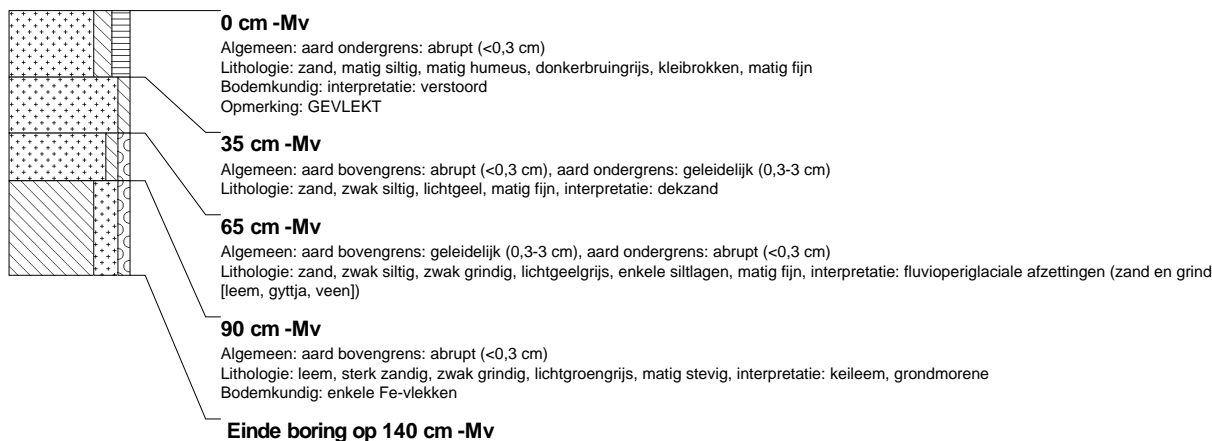 0 cm -Mv
Algemeen: aard ondergrens: abrupt (<0,3 cm)
Lithologie: zand, matig siltig, matig humeus, donkerbruingrijs, kleibrokken, matig fijn
Bodemkundig: interpretatie: verstoord
Opmerking: GEVLEKT
35 cm -Mv
Algemeen: aard bovengrens: abrupt (<0,3 cm), aard ondergrens: geleidelijk (0,3-3 cm)
Lithologie: zand, zwak siltig, lichtgeel, matig fijn, interpretatie: dekzand
65 cm -Mv
Algemeen: aard bovengrens: geleidelijk (0,3-3 cm), aard ondergrens: abrupt (<0,3 cm)
Lithologie: zand, zwak siltig, zwak grindig, lichtgeelgrijs, enkele siltlagen, matig fijn, interpretatie: fluvioperiglaciale afzettingen (zand en grind
[leem, gyttja, veen])
90 cm -Mv
Algemeen: aard bovengrens: abrupt (<0,3 cm)
Lithologie: leem, sterk zandig, zwak grindig, lichtgroengrijs, matig stevig, interpretatie: keileem, grondmorene
Bodemkundig: enkele Fe-vlekken
Einde boring op 140 cm -Mv